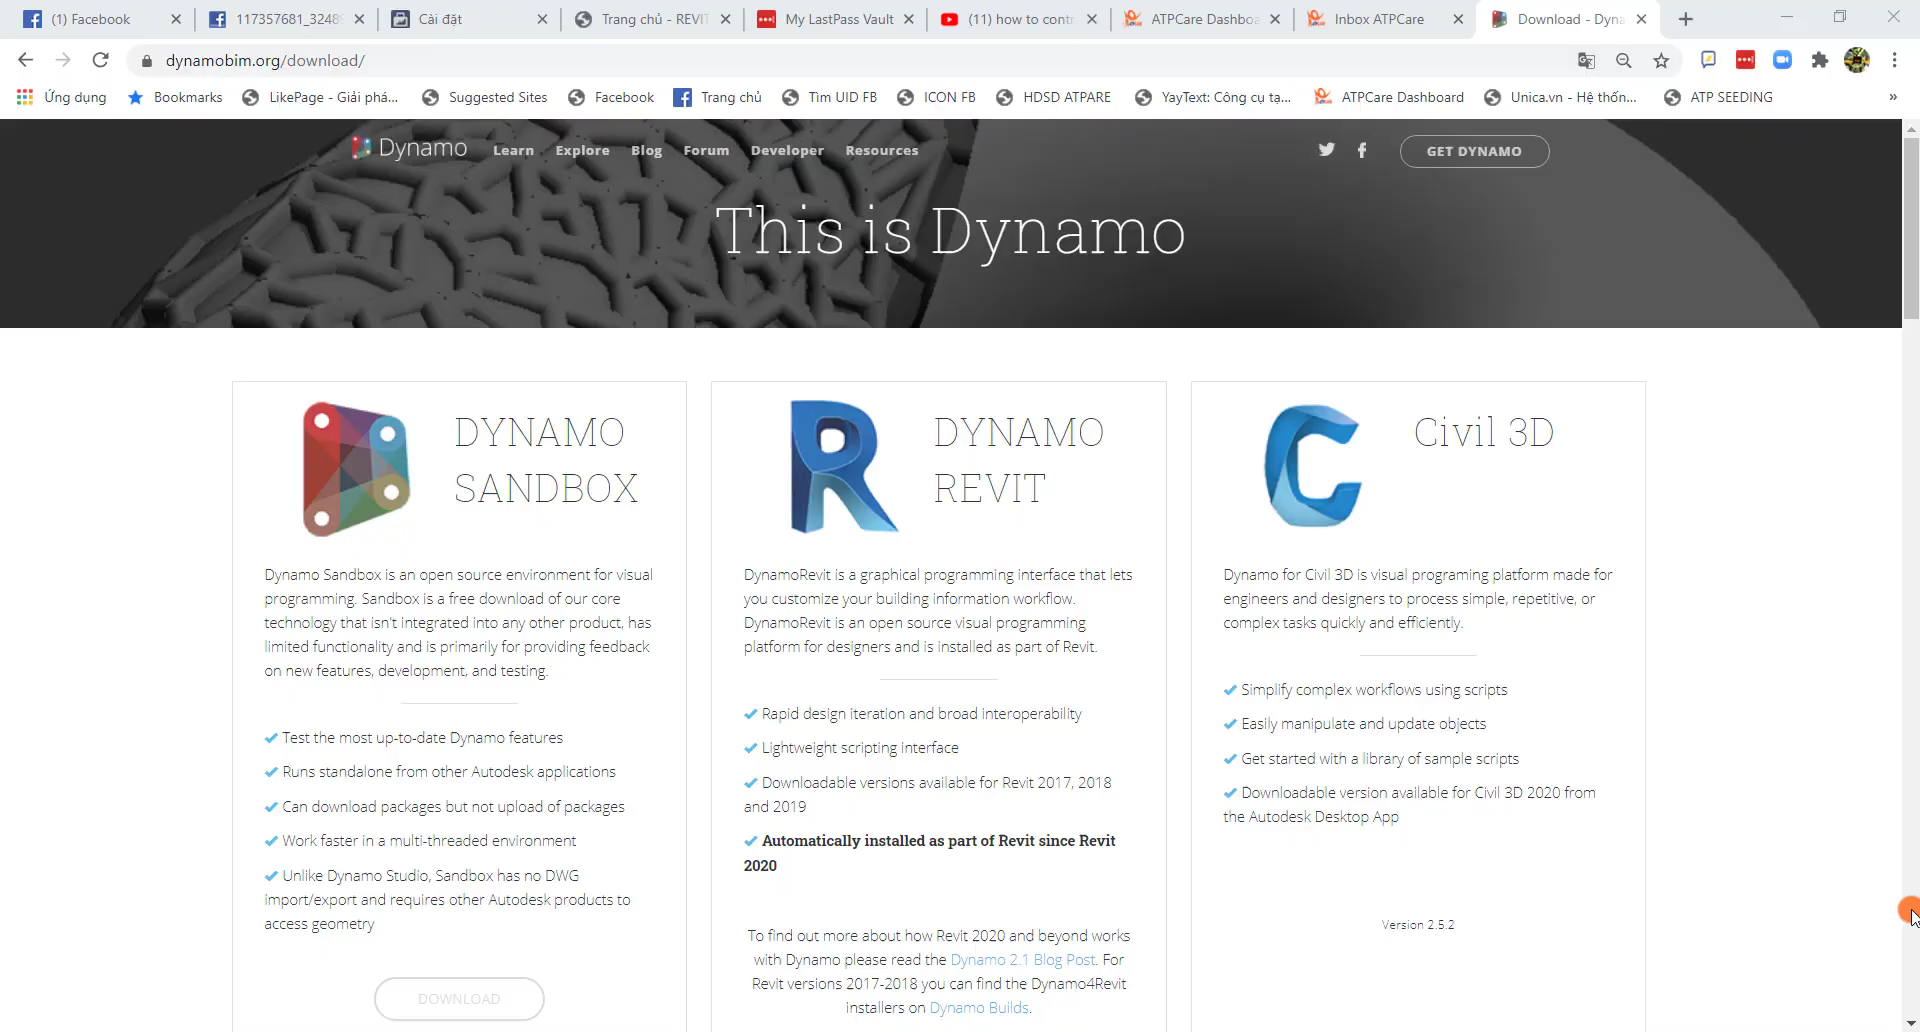 (1) Facebook
117357681_3248
Cài đặt
Trang chủ - REVIT
My LastPass Vault
(11) how to contr
ATPCare Dashboa
Inbox ATPCare
Download - Dyna
dynamobim.org/download/
Ứng dụng
Bookmarks
LikePage - Giải phá...
Suggested Sites
Facebook
Trang chủ
Tìm UID FB
ICON FB
HDSD ATPARE
YayText: Công cụ tạ...
ATPCare Dashboard
Unica.vn - Hệ thốn...
ATP SEEDING
»
Dynamo
Learn
Explore
Blog
Forum
Developer
Resources
GET DYNAMO
This is Dynamo
DYNAMO
SANDBOX
Dynamo Sandbox is an open source environment for visual
programming. Sandbox is a free download of our core
technology that isn't integrated into any other product, has
limited functionality and is primarily for providing feedback
on new features, development, and testing.
Test the most up-to-date Dynamo features
Runs standalone from other Autodesk applications
Can download packages but not upload of packages
Work faster in a multi-threaded environment
Unlike Dynamo Studio, Sandbox has no DWG
import/export and requires other Autodesk products to
access geometry
DOWNLOAD
DYNAMO
REVIT
DynamoRevit is a graphical programming interface that lets
you customize your building information workflow.
DynamoRevit is an open source visual programming
platform for designers and is installed as part of Revit.
Rapid design iteration and broad interoperability
Lightweight scripting interface
Downloadable versions available for Revit 2017, 2018
and 2019
Automatically installed as part of Revit since Revit
2020
To find out more about how Revit 2020 and beyond works
with Dynamo please read the Dynamo 2.1 Blog Post. For
Revit versions 2017-2018 you can find the Dynamo4Revit
installers on Dynamo Builds.
Civil 3D
Dynamo for Civil 3D is visual programing platform made for
engineers and designers to process simple, repetitive, or
complex tasks quickly and efficiently.
Simplify complex workflows using scripts
Easily manipulate and update objects
Get started with a library of sample scripts
Downloadable version available for Civil 3D 2020 from
the Autodesk Desktop App
Version 2.5.2